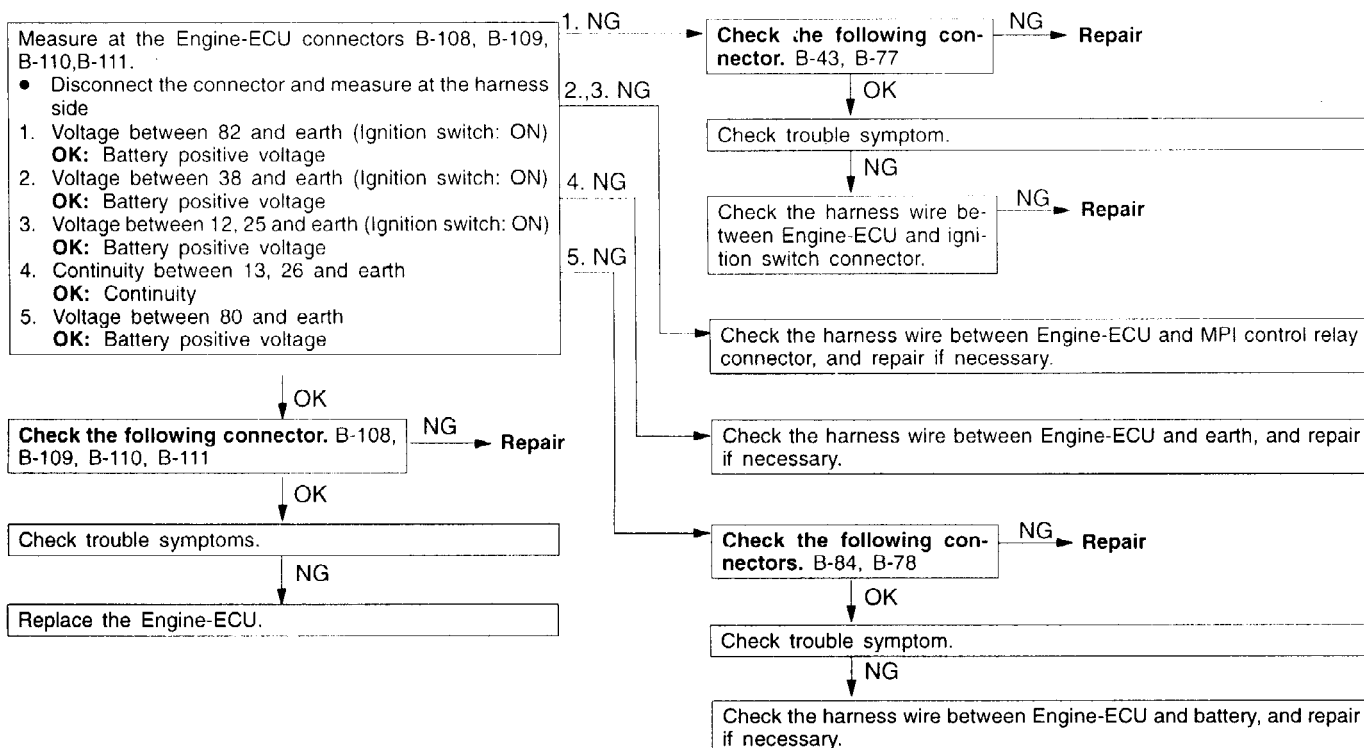 Measure at the Engine-ECU connectors B-108, B-109,
B-110,B-111.
● Disconnect the connector and measure at the harness
side
1. Voltage between 82 and earth (Ignition switch: ON)
OK: Battery positive voltage
2. Voltage between 38 and earth (Ignition switch: ON)
OK: Battery positive voltage
3. Voltage between 12, 25 and earth (Ignition switch: ON)
OK: Battery positive voltage
4. Continuity between 13, 26 and earth
OK: Continuity
5. Voltage between 80 and earth
OK: Battery positive voltage
OK
Check the following connector. B-108,
B-109, B-110, B-111
NG
Repair
OK
Check trouble symptoms.
NG
Replace the Engine-ECU.
1. NG
Check the following con-
nector. B-43, B-77
NG
Repair
OK
Check trouble symptom.
NG
Check the harness wire be-
tween Engine-ECU and igni-
tion switch connector.
NG
Repair
2.,3. NG
Check the harness wire between Engine-ECU and MPI control relay
connector, and repair if necessary.
4. NG
Check the harness wire between Engine-ECU and earth, and repair
if necessary.
5. NG
Check the following con-
nectors. B-84, B-78
NG
Repair
OK
Check trouble symptom.
NG
Check the harness wire between Engine-ECU and battery, and repair
if necessary.